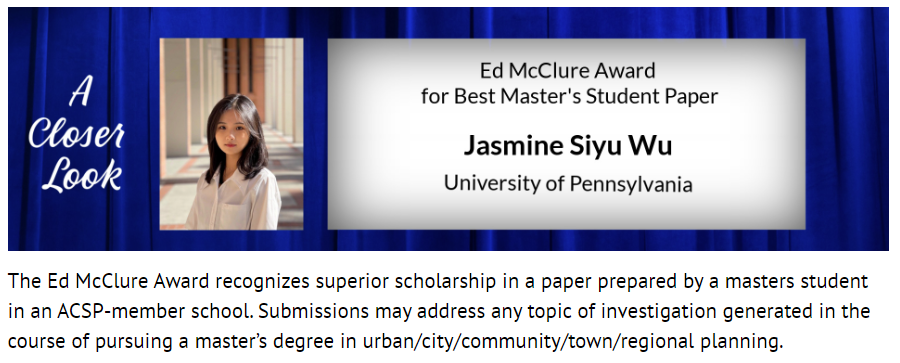 A
Closer
Look
Ed McClure Award
for Best Master's Student Paper
Jasmine Siyu Wu
University of Pennsylvania
The Ed McClure Award recognizes superior scholarship in a paper prepared by a masters student
in an ACSP-member school. Submissions may address any topic of investigation generated in the
course of pursuing a master’s degree in urban/city/community/town/regional planning.